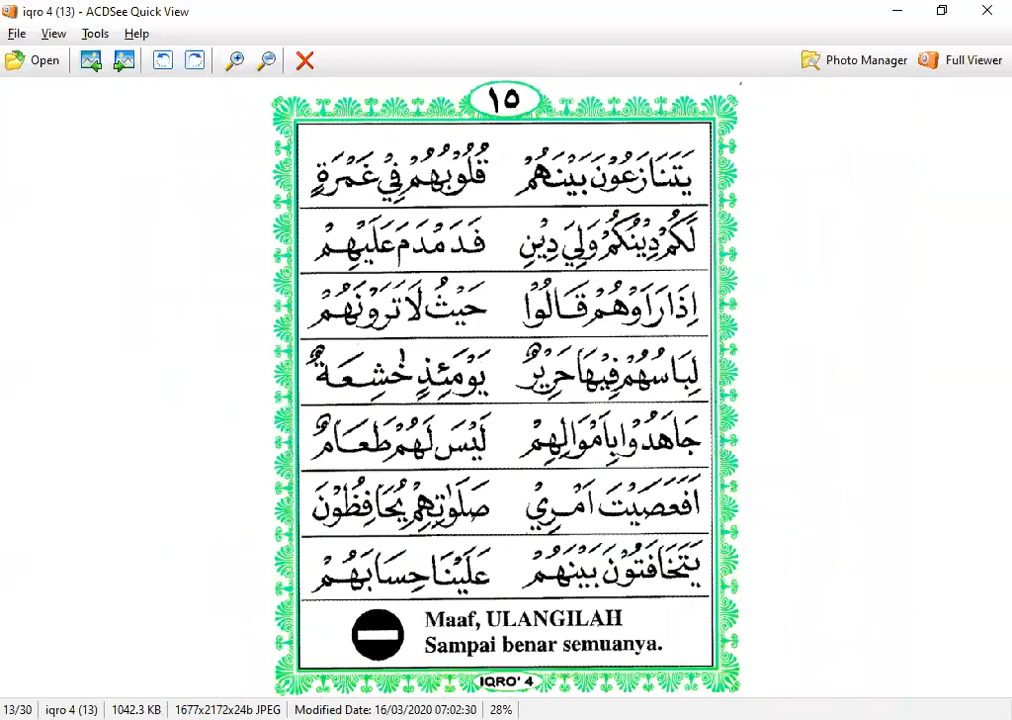 iqro 4 (13) - ACDSee Quick View
File View Tools Help
Open Photo Manager Full Viewer
١٥
يَتَنَازَعُونَ بَيْنَهُمْ قُلُوْبُهُمْ فِيْ غَمْرَةٍ
لَكُمْ دِيْنُكُمْ وَلِيَ دِيْنِ فَدَمْدَمَ عَلَيْهِمْ
اِذَا رَاَوْهُمْ قَالُوْا حَيْثُ لَا تَرَوْنَهُمْ
لِبَاسُهُمْ فِيْهَا حَرِيْرٌ يَوْمَئِذٍ خٰشِعَةٌ
جَاهَدُوْا بِاَمْوَالِهِمْ لَيْسَ لَهُمْ طَعَامٌ
اَفَعَصَيْتَ اَمْرِيْ صَلَوٰتِهِمْ يُحَافِظُوْنَ
يَتَخَافَتُوْنَ بَيْنَهُمْ عَلَيْنَا حِسَابَهُمْ
Maaf, ULANGILAH
Sampai benar semuanya.
IQRO' 4
13/30 iqro 4 (13) 1042.3 KB 1677x2172x24b JPEG Modified Date: 16/03/2020 07:02:30 28%